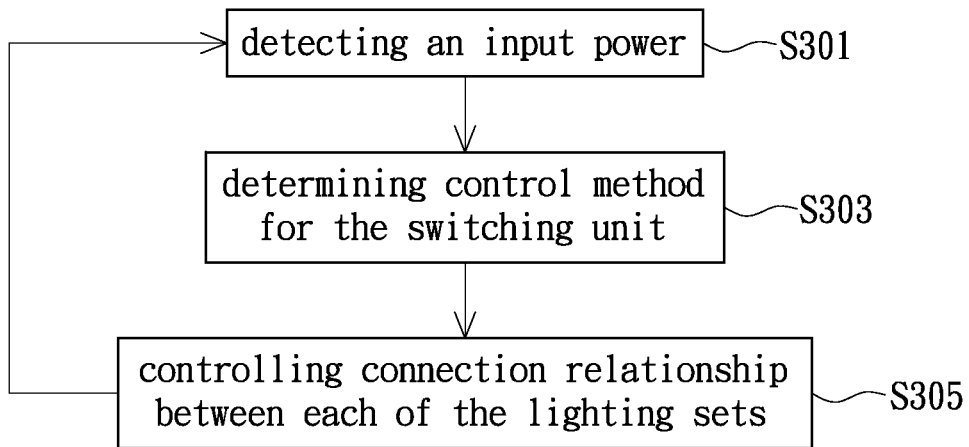 detecting an input power
S301
determining control method
for the switching unit
S303
controlling connection relationship
between each of the lighting sets
S305